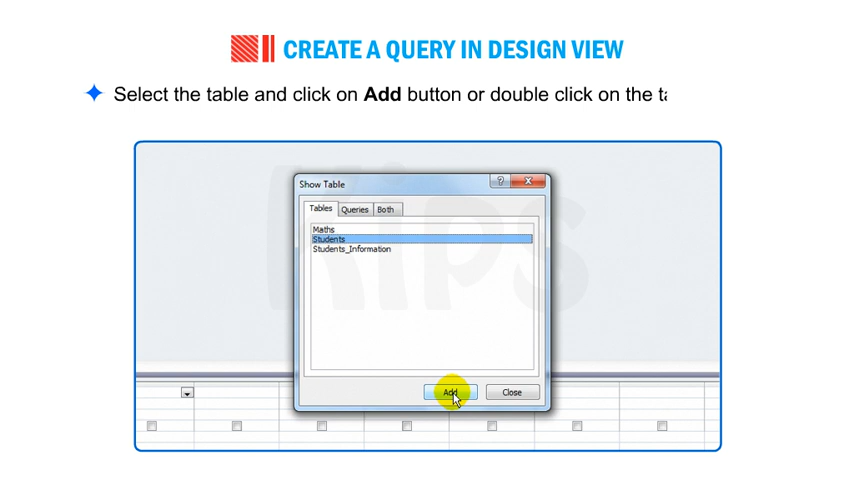 CREATE A QUERY IN DESIGN VIEW
Select the table and click on Add button or double click on the
Show Table
Tables Queries Both
Maths
Students
Students_Information
Kips
Add Close